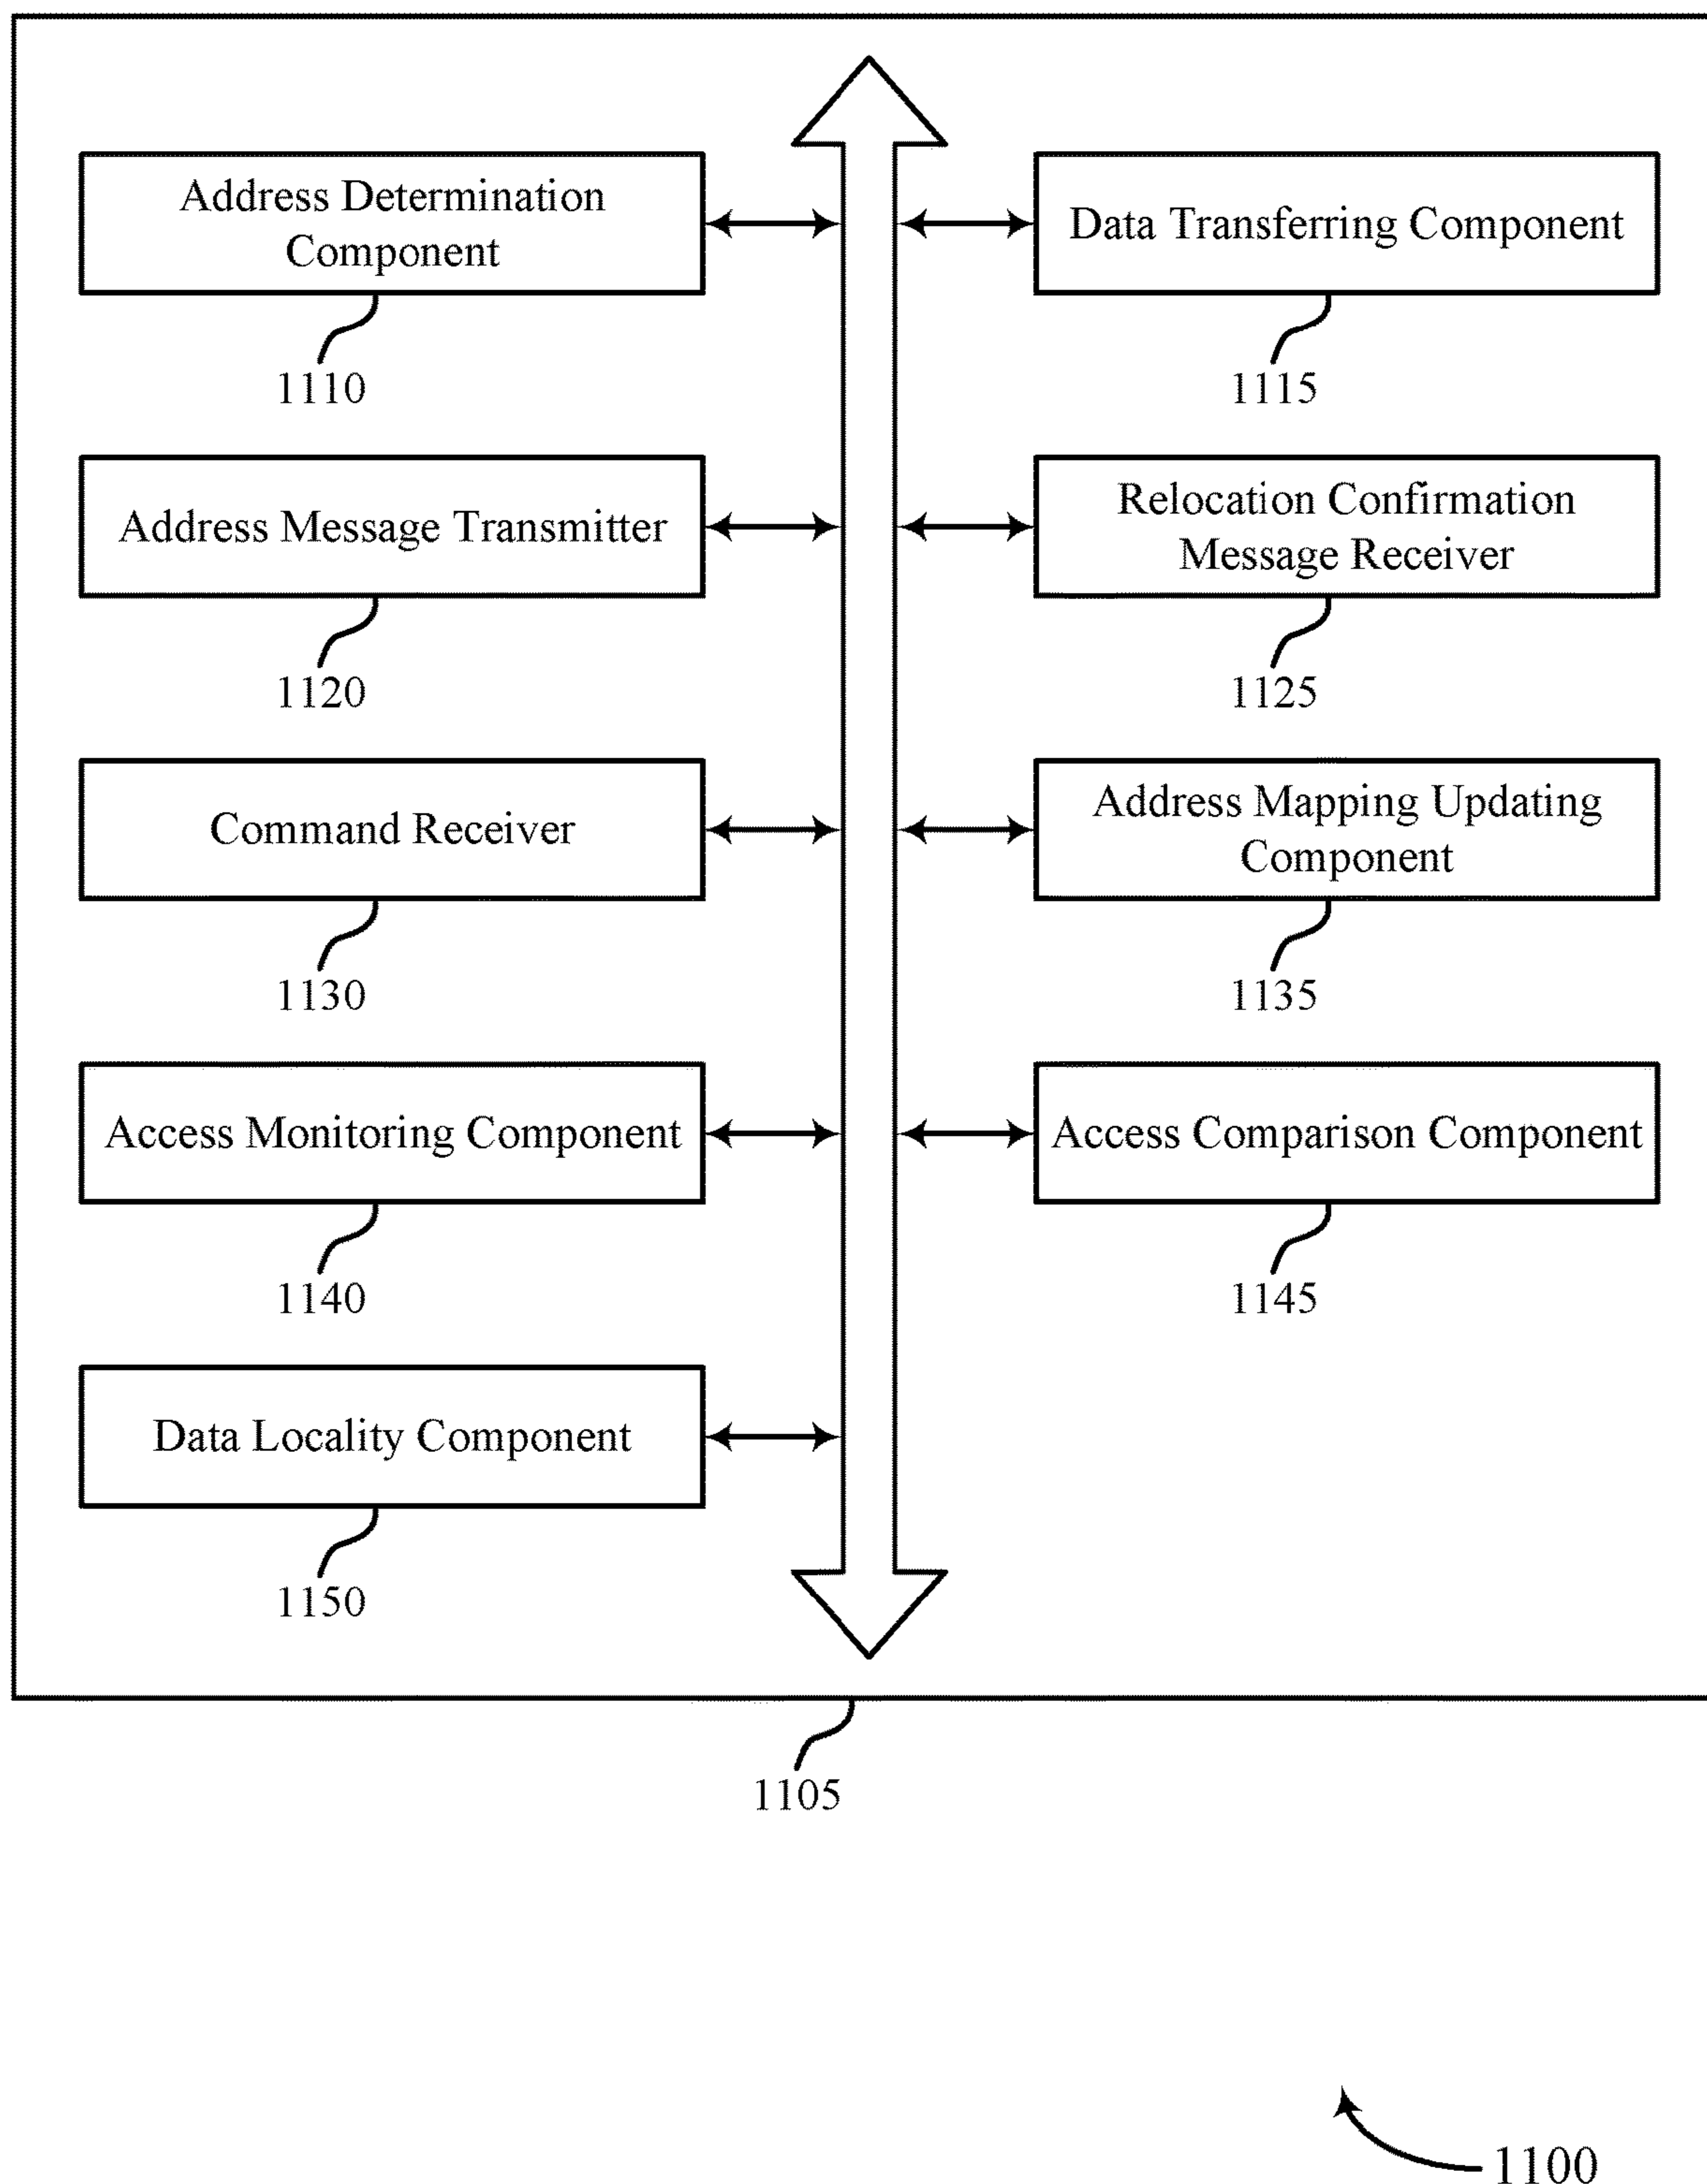 Address Determination
Component
1110
Data Transferring Component
1115
Address Message Transmitter
1120
Relocation Confirmation
Message Receiver
1125
Command Receiver
1130
Address Mapping Updating
Component
1135
Access Monitoring Component
1140
Access Comparison Component
1145
Data Locality Component
1150
1105
1100